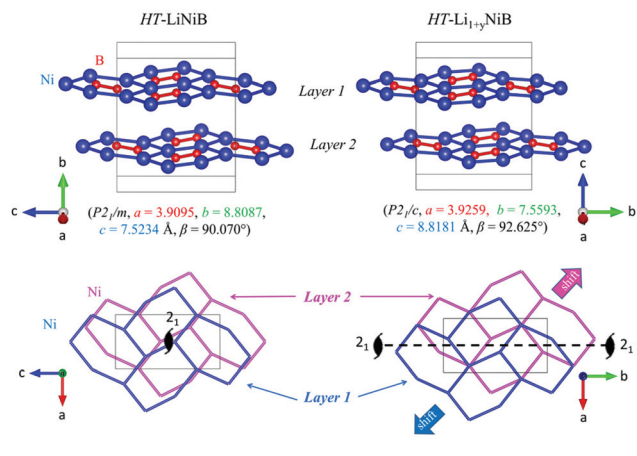 HT-LiNiB
HT-Li1+yNiB
B
Ni
Layer 1
Layer 2
b
c
a
c
b
a
(P21/m, a = 3.9095, b = 8.8087,
c = 7.5234 Å, β = 90.070°)
(P21/c, a = 3.9259, b = 7.5593,
c = 8.8181 Å, β = 92.625°)
Ni
Ni
21
Layer 2
Layer 1
shift
21
21
shift
c
a
b
a